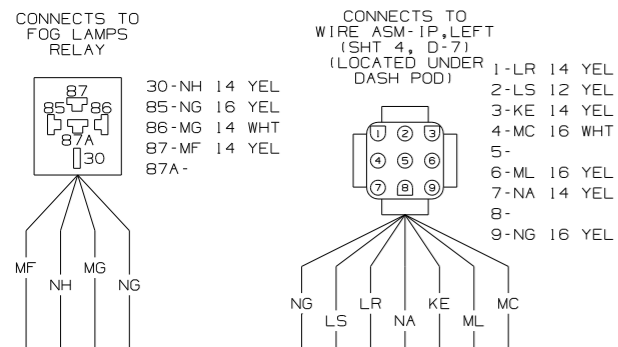 CONNECTS TO
FOG LAMPS
RELAY
87
85 86
87A
30
30-NH 14 YEL
85-NG 16 YEL
86-MG 14 WHT
87-MF 14 YEL
87A-
MF
NH
MG
NG
CONNECTS TO
WIRE ASM-IP,LEFT
(SHT 4, D-7)
(LOCATED UNDER
DASH POD)
1 2 3
4 5 6
7 8 9
1-LR 14 YEL
2-LS 12 YEL
3-KE 14 YEL
4-MC 16 WHT
5-
6-ML 16 YEL
7-NA 14 YEL
8-
9-NG 16 YEL
NG
LS
LR
NA
KE
ML
MC